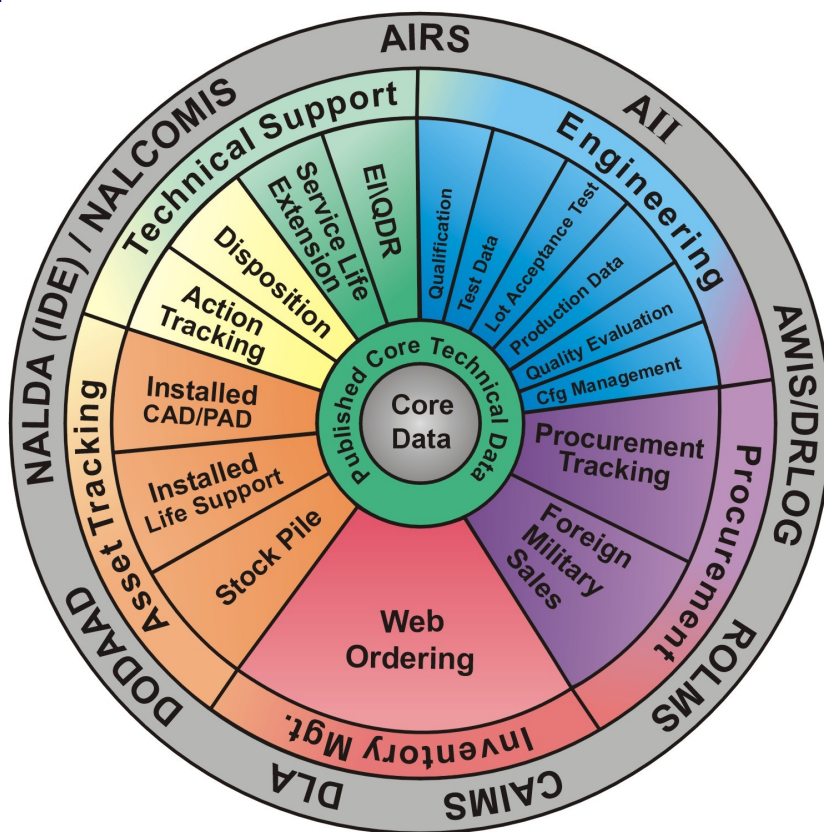 AIRS
AII
AWIS/DRLOG
ROLMS
CAIMS
DLA
DODAAD
NALDA (IDE) / NALCOMIS
Technical Support
Engineering
Procurement
Inventory Mgt.
Asset Tracking
EI\QDR
Service Life
Extension
Disposition
Action
Tracking
Qualification
Test Data
Lot Acceptance Test
Production Data
Quality Evaluation
Cfg Management
Procurement
Tracking
Foreign
Military
Sales
Web
Ordering
Stock Pile
Installed
Life Support
Installed
CAD/PAD
Published Core Technical Data
Core
Data